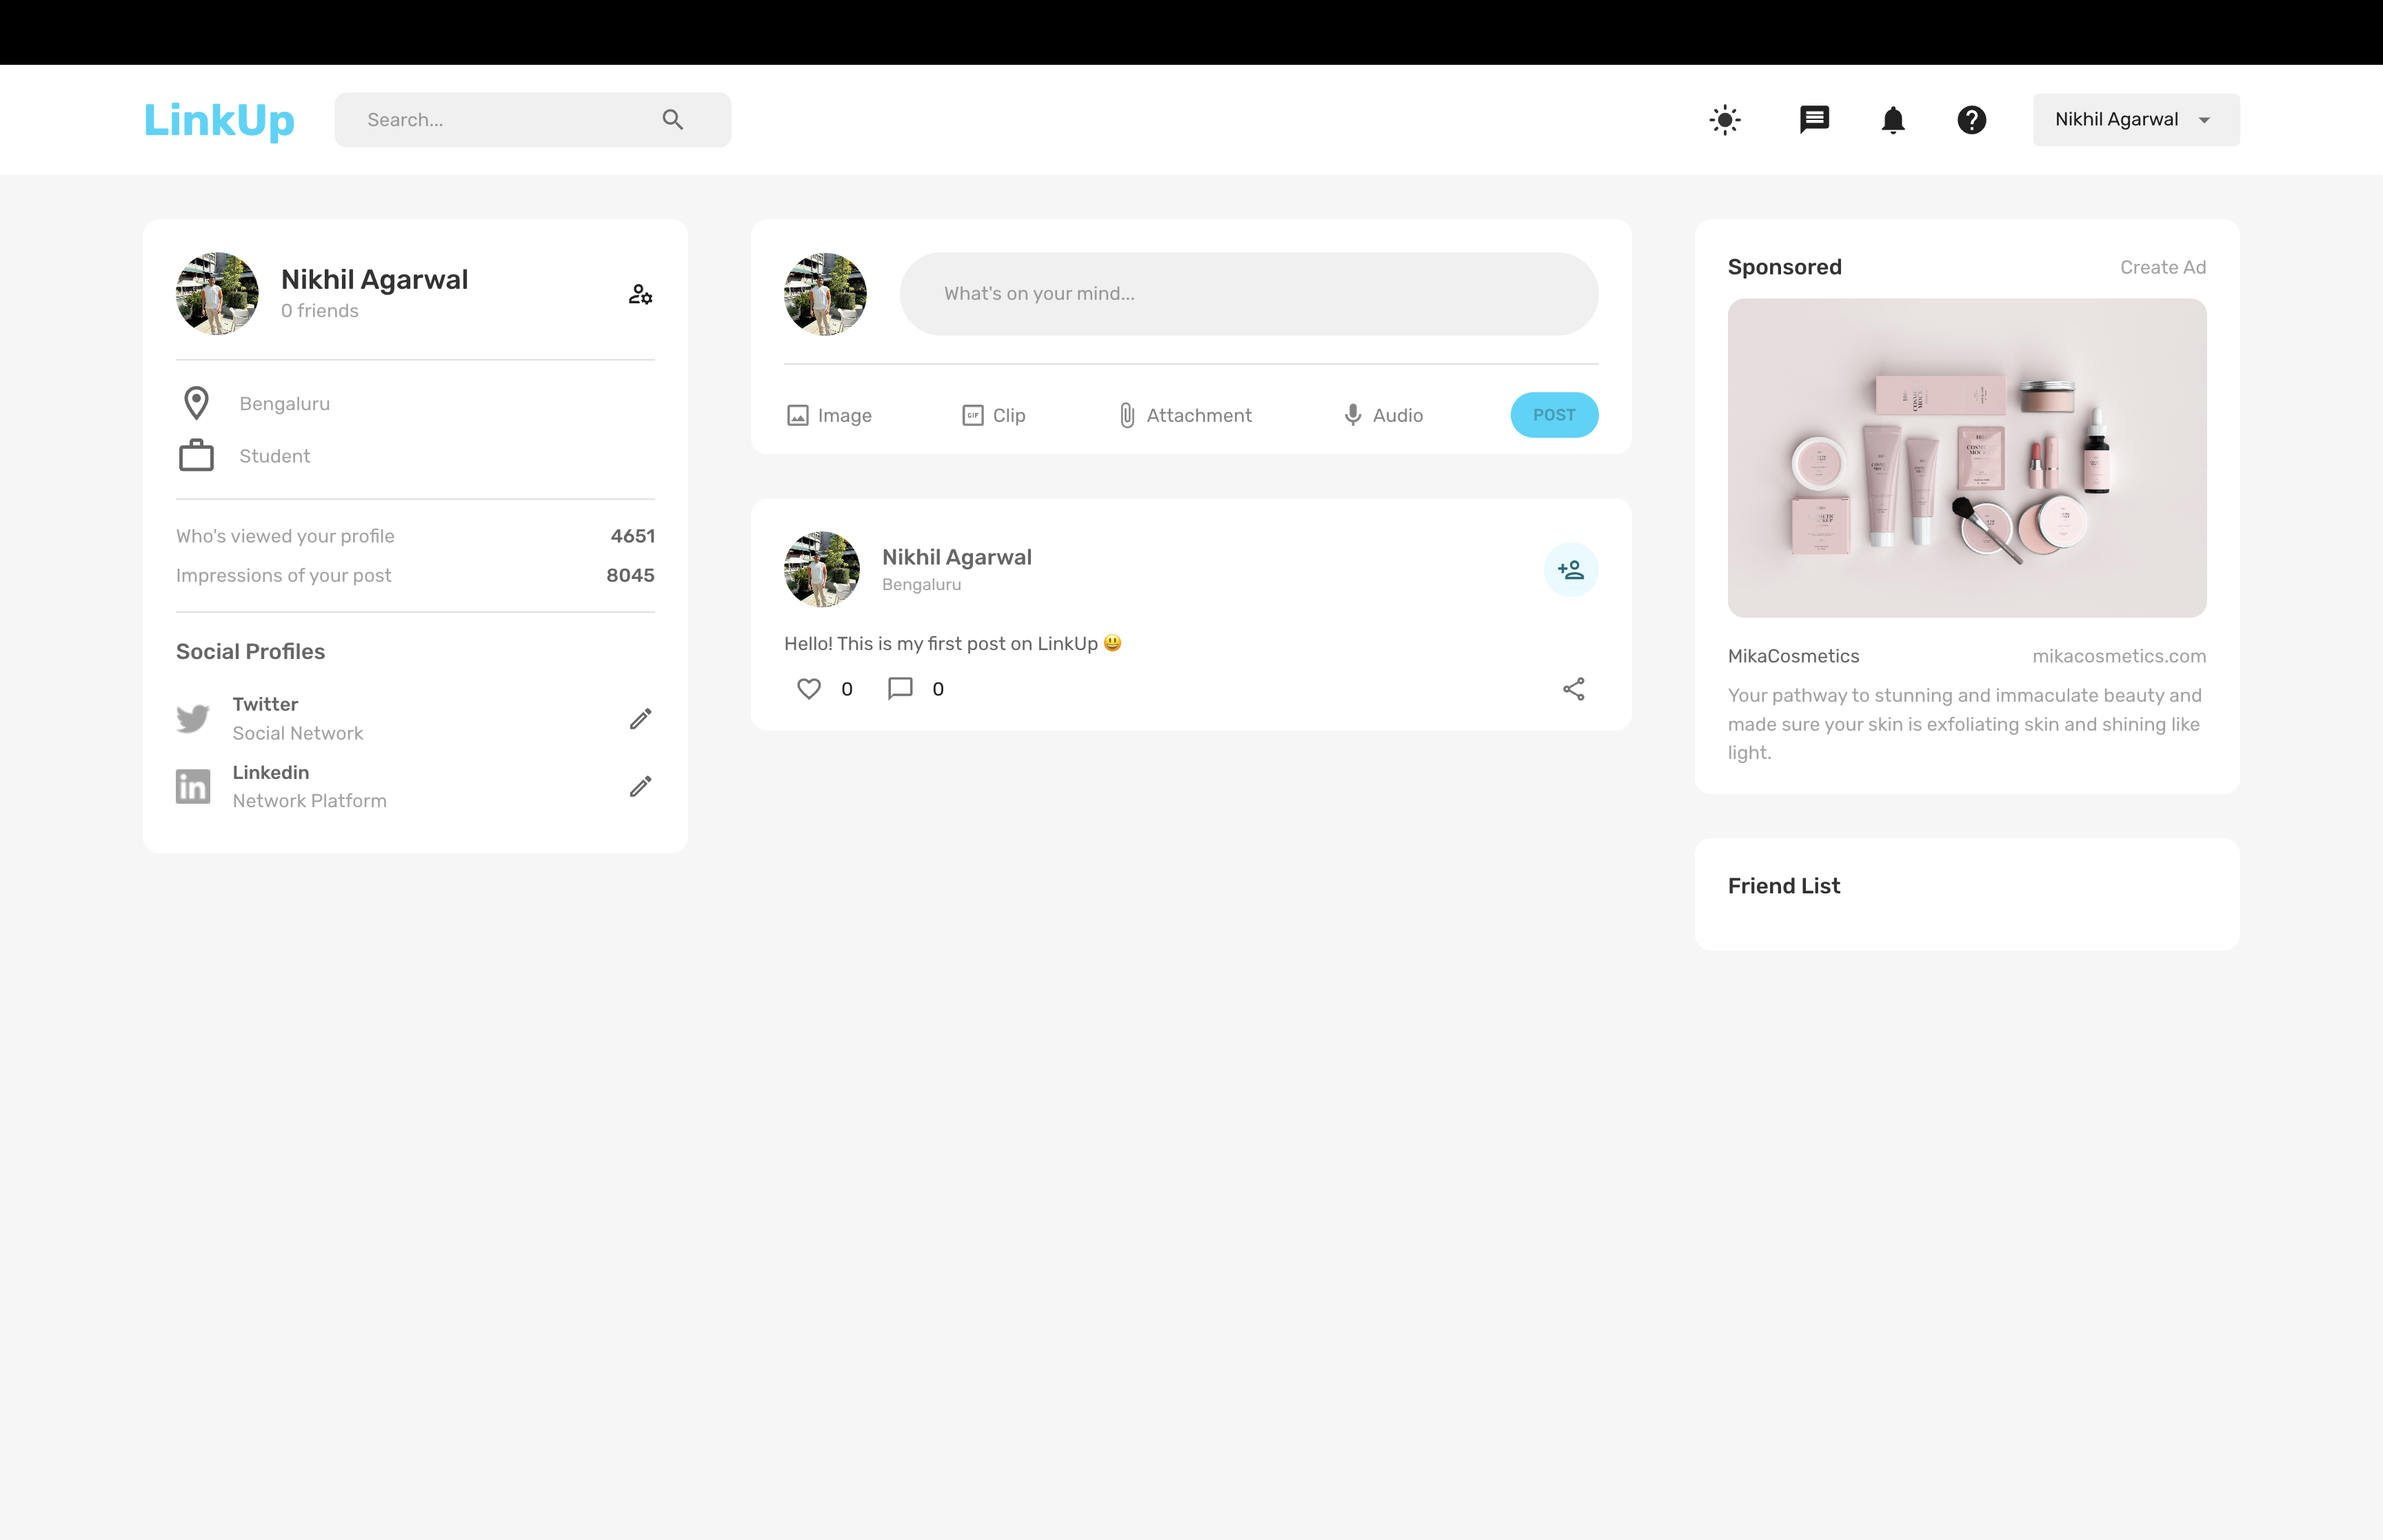 LinkUp
Search...
Nikhil Agarwal
Nikhil Agarwal
0 friends
Bengaluru
Student
Who's viewed your profile 4651
Impressions of your post 8045
Social Profiles
Twitter
Social Network
Linkedin
Network Platform
What's on your mind...
Image
GIF
Clip
Attachment
Audio
POST
Nikhil Agarwal
Bengaluru
Hello! This is my first post on LinkUp 😃
0
0
Sponsored
Create Ad
MikaCosmetics
mikacosmetics.com
Your pathway to stunning and immaculate beauty and
made sure your skin is exfoliating skin and shining like
light.
Friend List